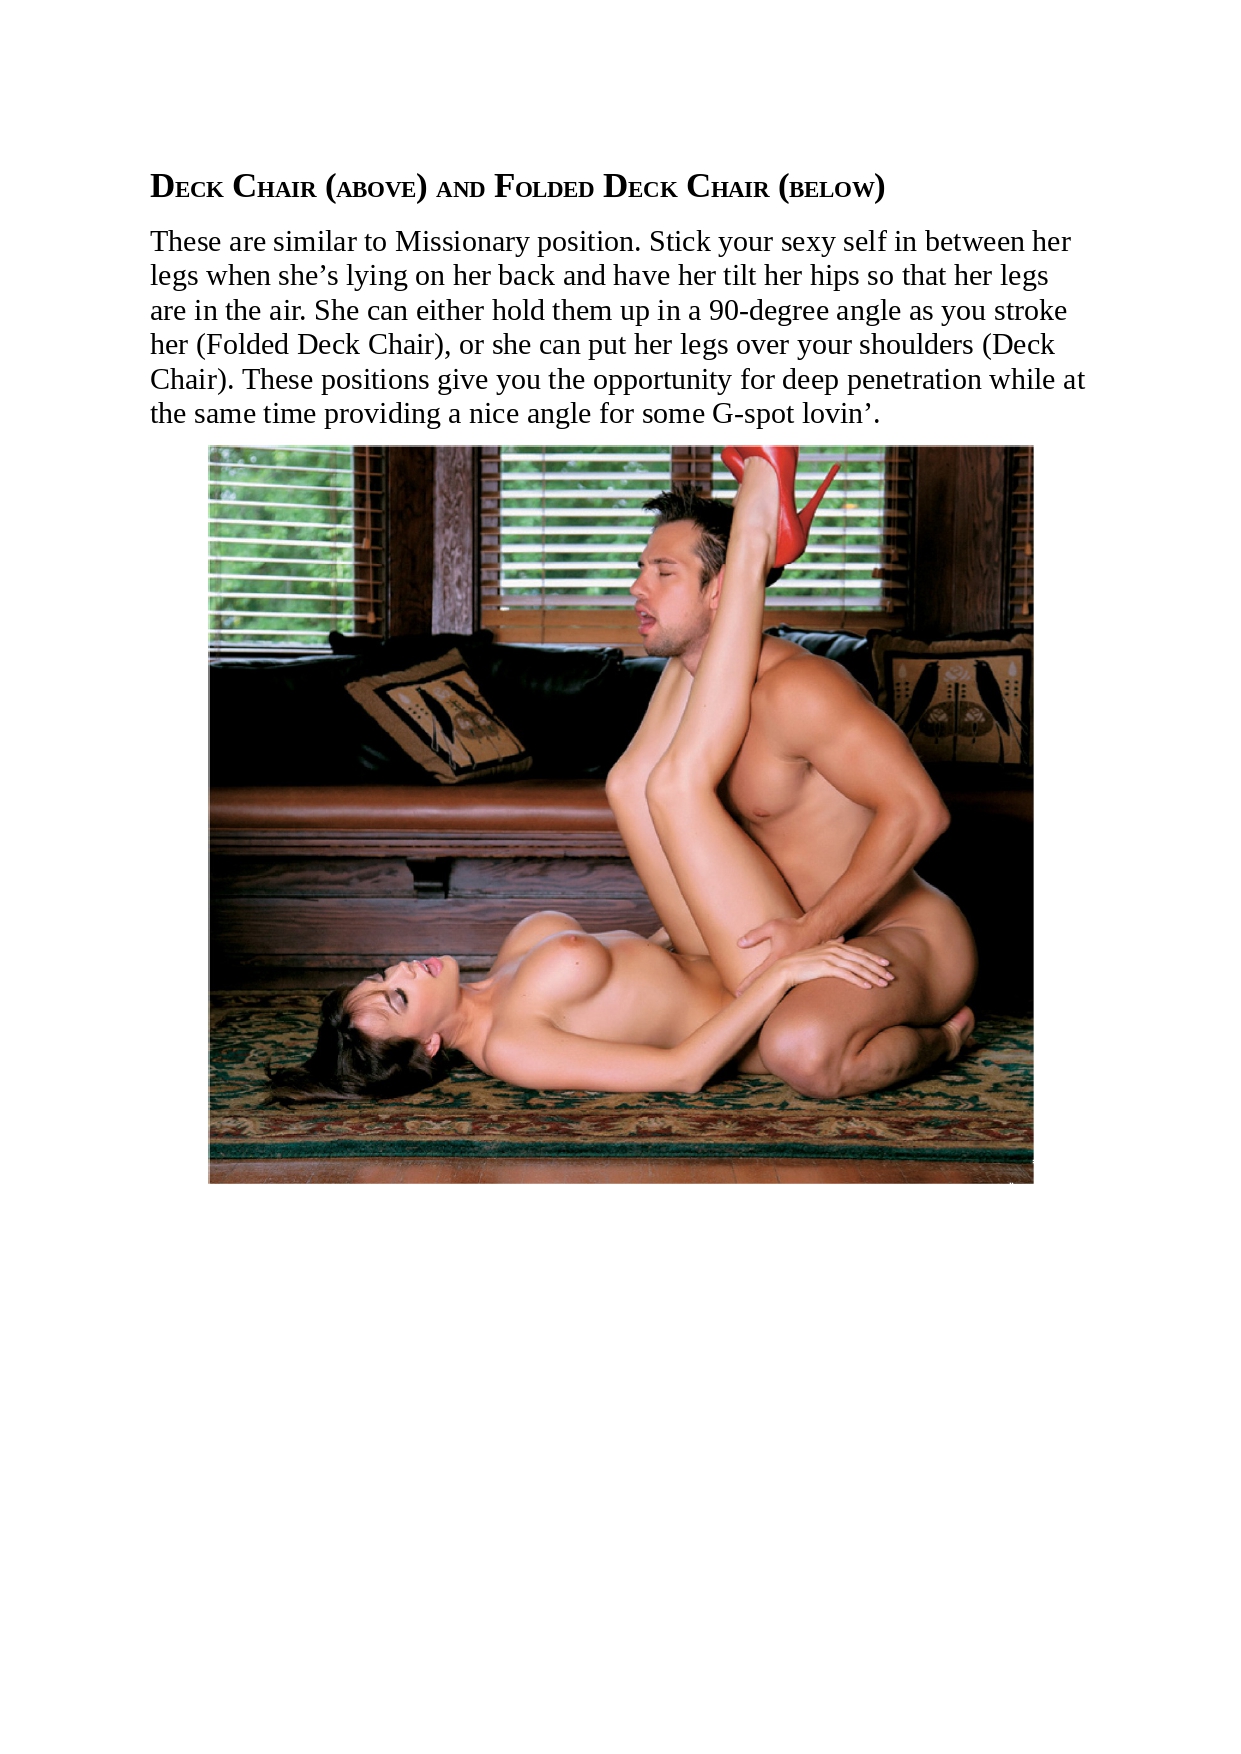 DECK CHAIR (ABOVE) AND FOLDED DECK CHAIR (BELOW)
These are similar to Missionary position. Stick your sexy self in between her
legs when she’s lying on her back and have her tilt her hips so that her legs
are in the air. She can either hold them up in a 90-degree angle as you stroke
her (Folded Deck Chair), or she can put her legs over your shoulders (Deck
Chair). These positions give you the opportunity for deep penetration while at
the same time providing a nice angle for some G-spot lovin’.